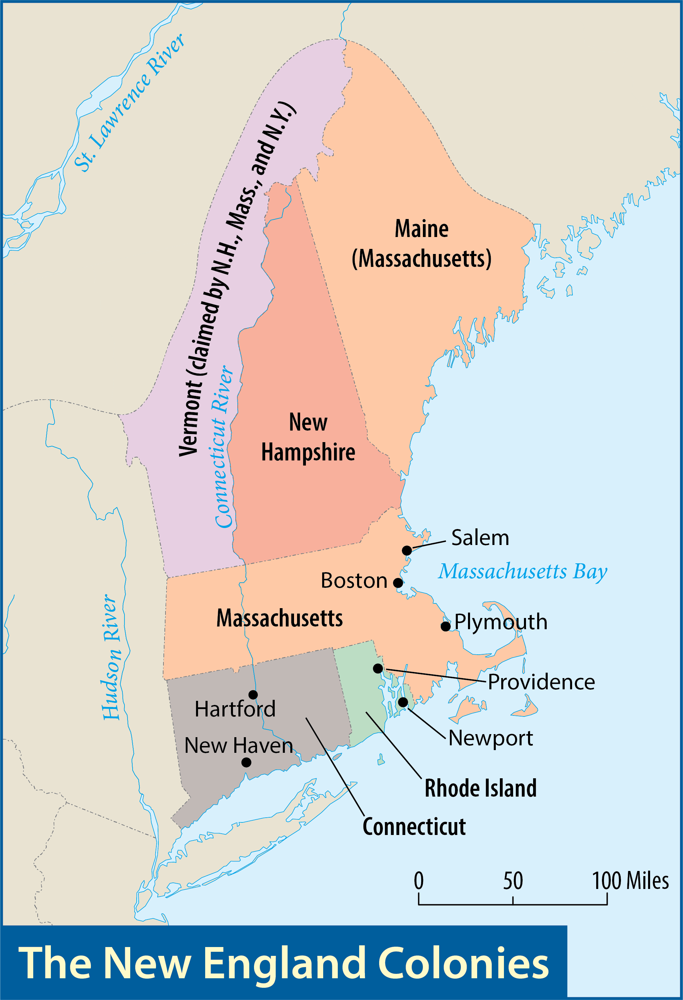 St. Lawrence River
Vermont (claimed by N.H., Mass., and N.Y.)
Maine
(Massachusetts)
Connecticut River
New
Hampshire
Salem
Massachusetts Bay
Boston
Massachusetts
Plymouth
Hudson River
Providence
Hartford
Newport
New Haven
Rhode Island
Connecticut
0 50 100 Miles
The New England Colonies